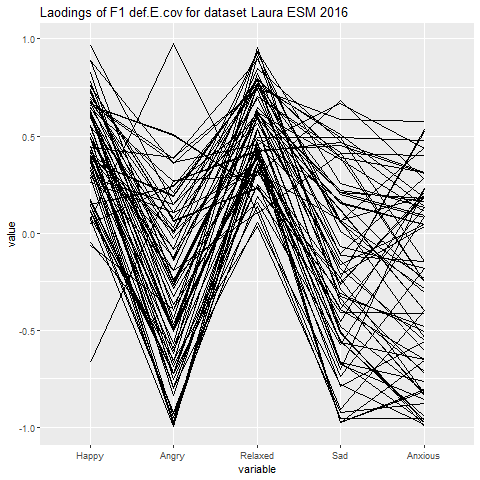 Laodings of F1 def.E.cov for dataset Laura ESM 2016
1.0
0.5
0.0
-0.5
-1.0
value
Happy Angry Relaxed Sad Anxious
variable